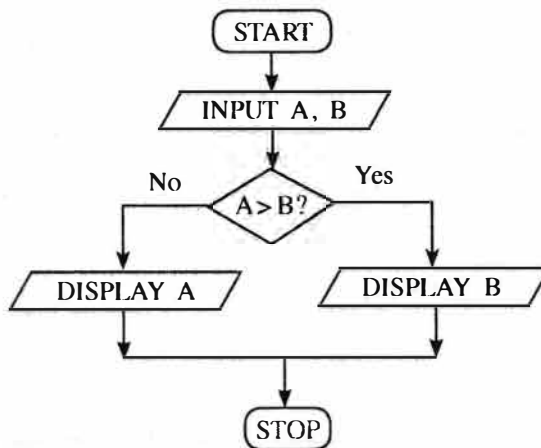 START
INPUT A, B
No
Yes
A > B?
DISPLAY A
DISPLAY B
STOP